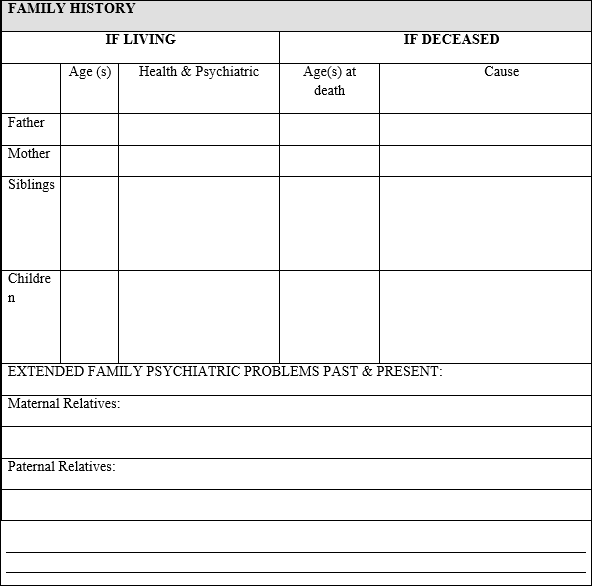 FAMILY HISTORY
IF LIVING IF DECEASED
Age (s) Health & Psychiatric Age(s) at death Cause
Father
Mother
Siblings
Childre
n
EXTENDED FAMILY PSYCHIATRIC PROBLEMS PAST & PRESENT:
Maternal Relatives:
Paternal Relatives: